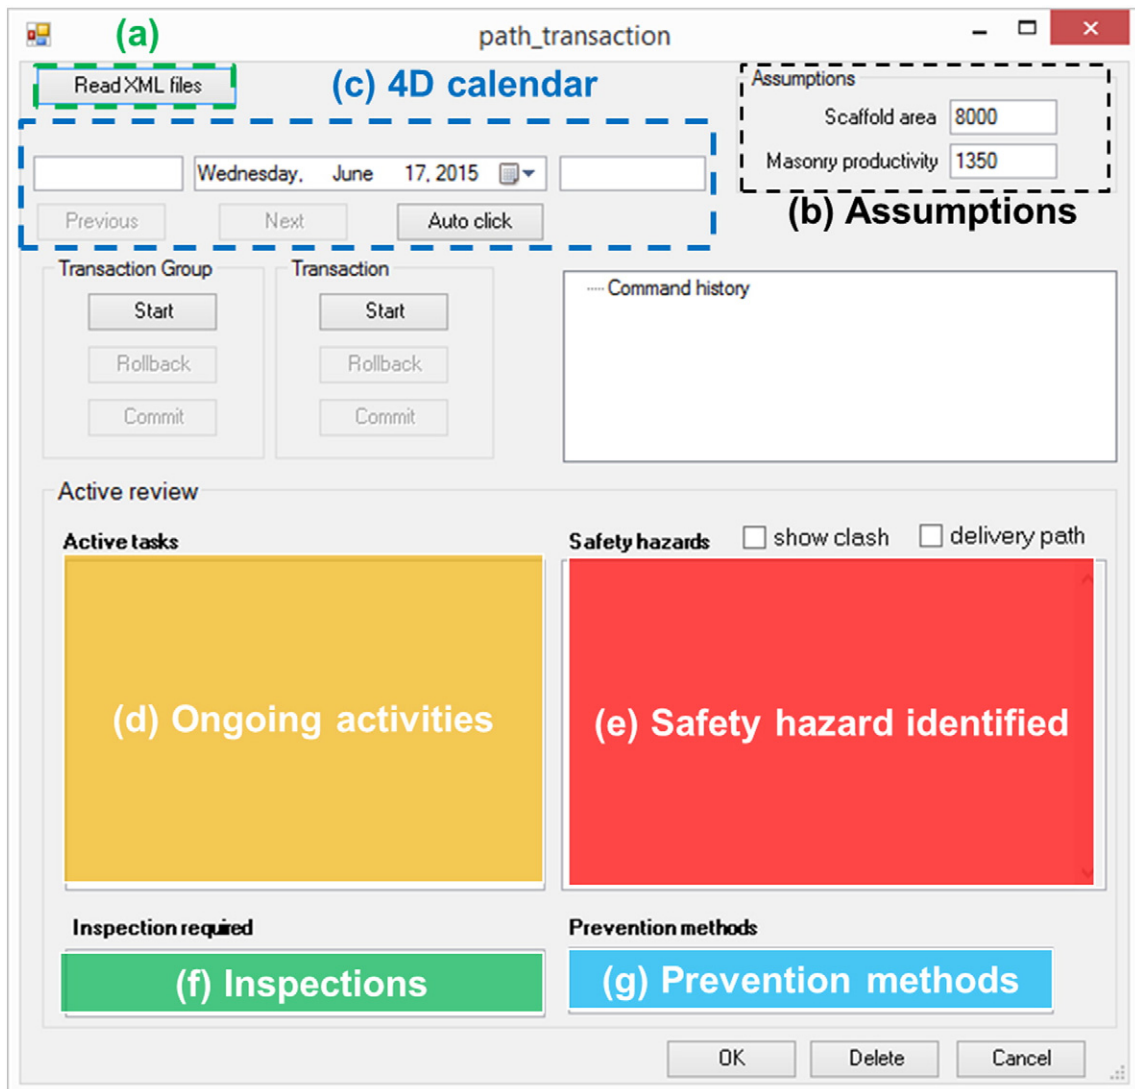 (a)
path_transaction
Read XML files
(c) 4D calendar
Assumptions
Scaffold area 8000
Masonry productivity 1350
(b) Assumptions
Wednesday, June 17, 2015
Previous Next Auto click
Transaction Group
Start
Rollback
Commit
Transaction
Start
Rollback
Commit
Command history
Active review
Active tasks
Safety hazards show clash delivery path
(d) Ongoing activities
(e) Safety hazard identified
Inspection required
Prevention methods
(f) Inspections
(g) Prevention methods
OK Delete Cancel